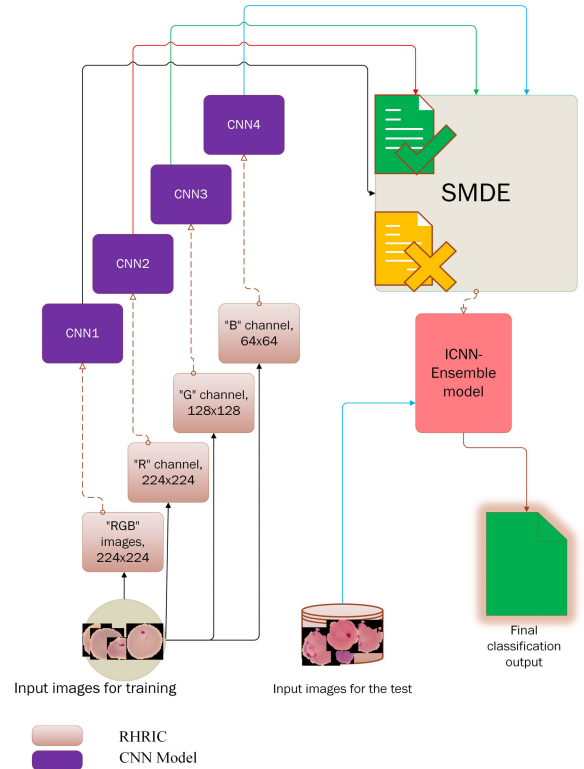 CNN4
CNN3
CNN2
CNN1
SMDE
"B" channel,
64x64
"G" channel,
128x128
"R" channel,
224x224
"RGB"
images,
224x224
ICNN-
Ensemble
model
Final
classification
output
Input images for training
Input images for the test
RHRIC
CNN Model